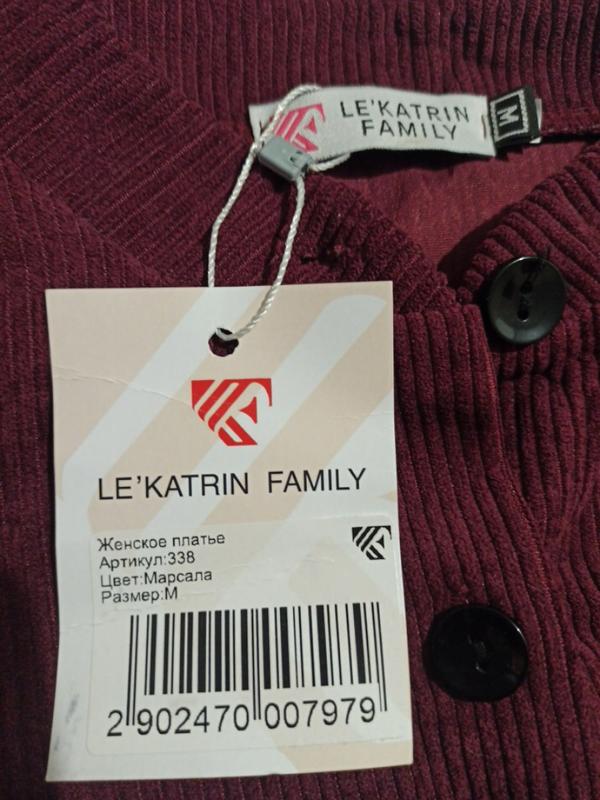 LE'KATRIN
FAMILY
M
LE'KATRIN FAMILY
Женское платье
Артикул:338
Цвет:Марсала
Размер:М
2 902470 007979